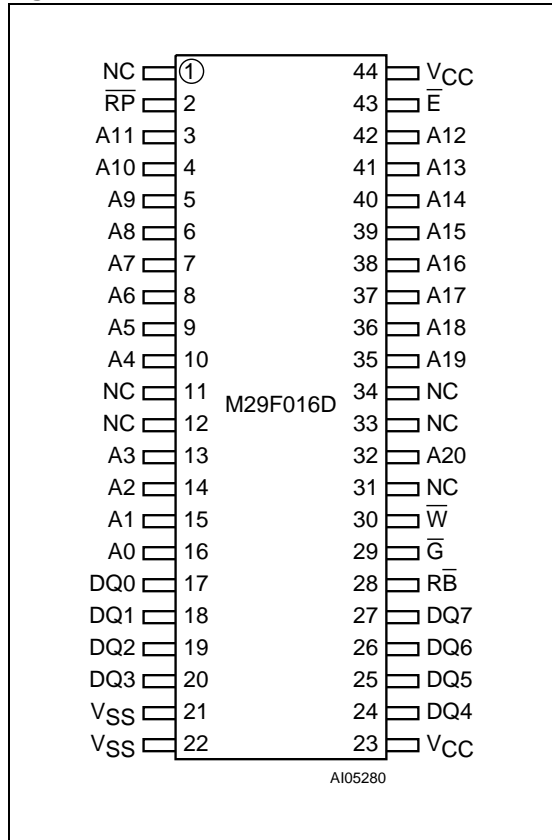 NC 1 44 VCC
R̅P̅ 2 43 E̅
A11 3 42 A12
A10 4 41 A13
A9 5 40 A14
A8 6 39 A15
A7 7 38 A16
A6 8 37 A17
A5 9 36 A18
A4 10 35 A19
NC 11 34 NC
M29F016D
NC 12 33 NC
A3 13 32 A20
A2 14 31 NC
A1 15 30 W̅
A0 16 29 G̅
DQ0 17 28 RB̅
DQ1 18 27 DQ7
DQ2 19 26 DQ6
DQ3 20 25 DQ5
VSS 21 24 DQ4
VSS 22 23 VCC
AI05280